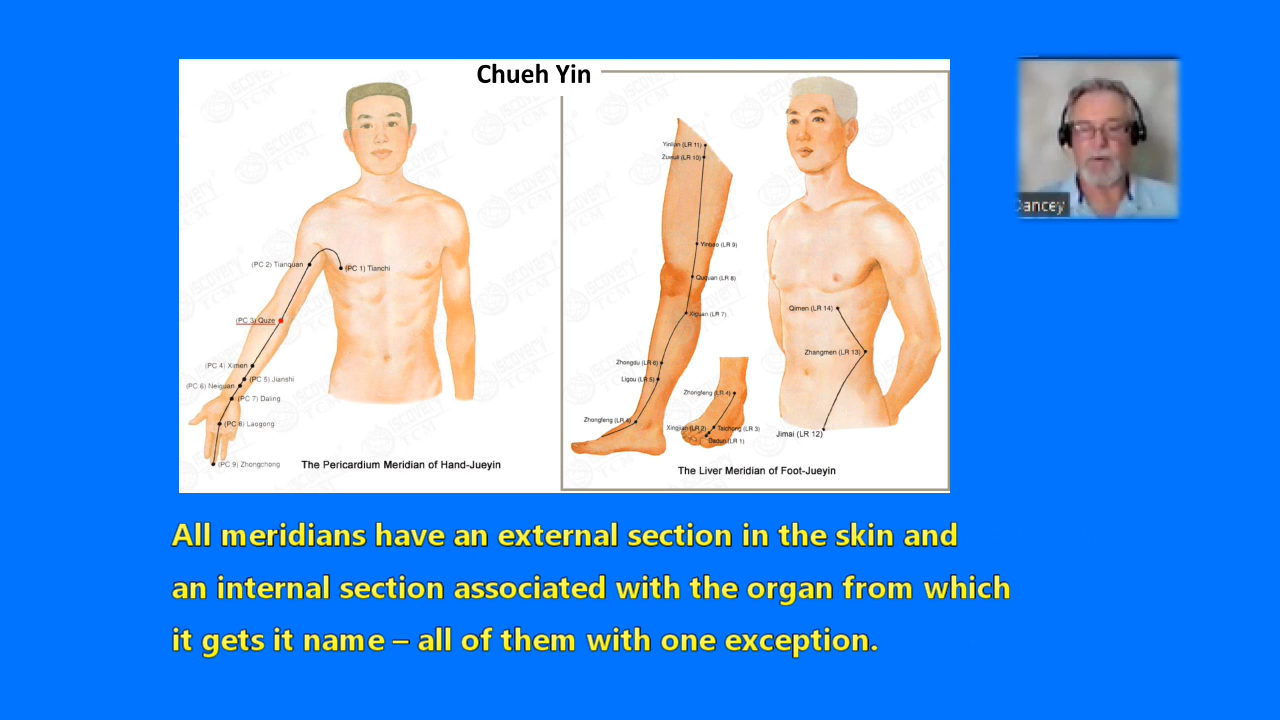 Chueh Yin
(PC 2) Tianquan
(PC 1) Tianchi
(PC 3) Quze
(PC 4) Ximen
(PC 5) Jianshi
(PC 6) Neiguan
(PC 7) Daling
(PC 8) Laogong
(PC 9) Zhongchong
The Pericardium Meridian of Hand-Jueyin
Yinlian (LR 11)
Zuwuli (LR 10)
Yinbao (LR 9)
Ququan (LR 8)
Xiguan (LR 7)
Zhongdu (LR 6)
Ligou (LR 5)
Zhongfeng (LR 4)
Zhongfeng (LR 4)
Xingjian (LR 2)
Taichong (LR 3)
Dadun (LR 1)
Qimen (LR 14)
Zhangmen (LR 13)
Jimai (LR 12)
The Liver Meridian of Foot-Jueyin
Dancey
All meridians have an external section in the skin and
an internal section associated with the organ from which
it gets it name – all of them with one exception.